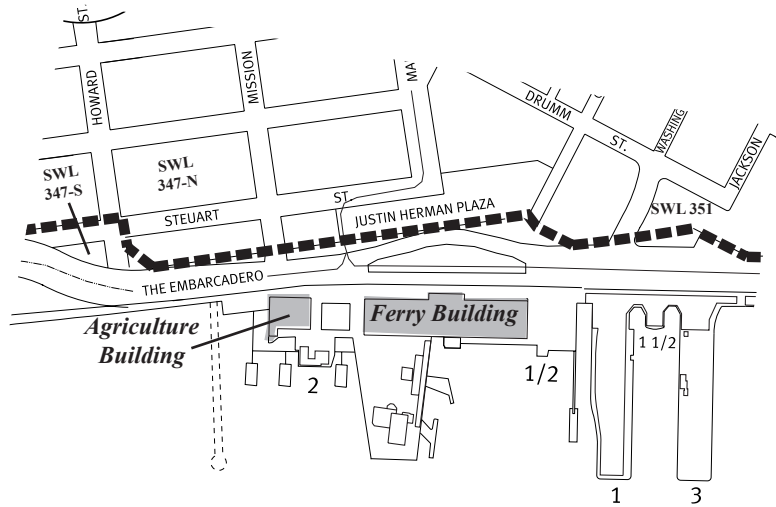 ST.
HOWARD
MISSION
MA
DRUMM
ST.
WASHING
JACKSON
SWL
347-S
SWL
347-N
STEUART
ST.
JUSTIN HERMAN PLAZA
SWL 351
THE EMBARCADERO
Agriculture
Building
Ferry Building
2
1/2
1 1/2
1
3